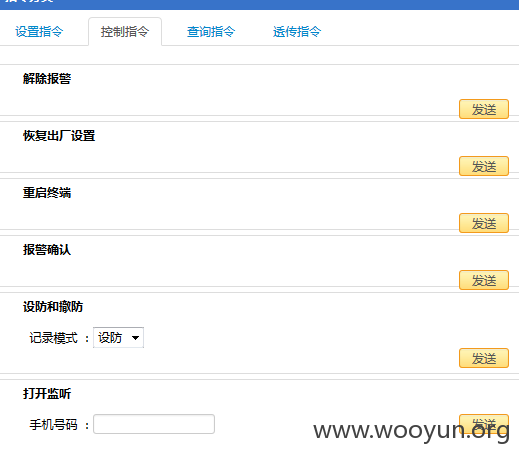 设置指令 控制指令 查询指令 透传指令
解除报警
发送
恢复出厂设置
发送
重启终端
发送
报警确认
发送
设防和撤防
记录模式 : 设防
发送
打开监听
手机号码 :
发送
www.wooyun.org